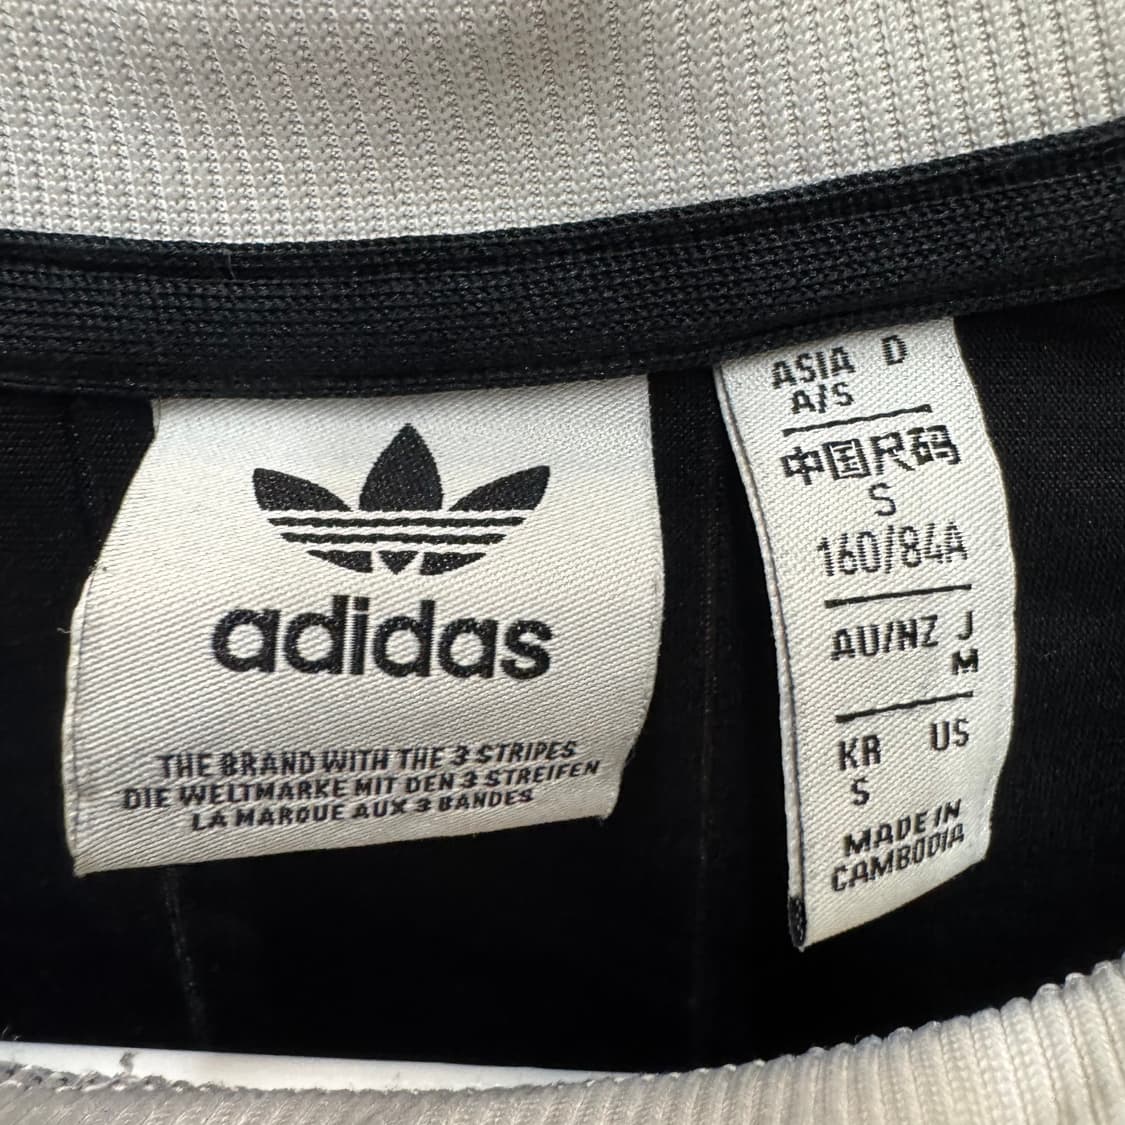 adidas
THE BRAND WITH THE 3 STRIPES
DIE WELTMARKE MIT DEN 3 STREIFEN
LA MARQUE AUX 3 BANDES
ASIA D
A/S
中国尺码
S
160/84A
AU/NZ J
M
KR US
S
MADE IN
CAMBODIA